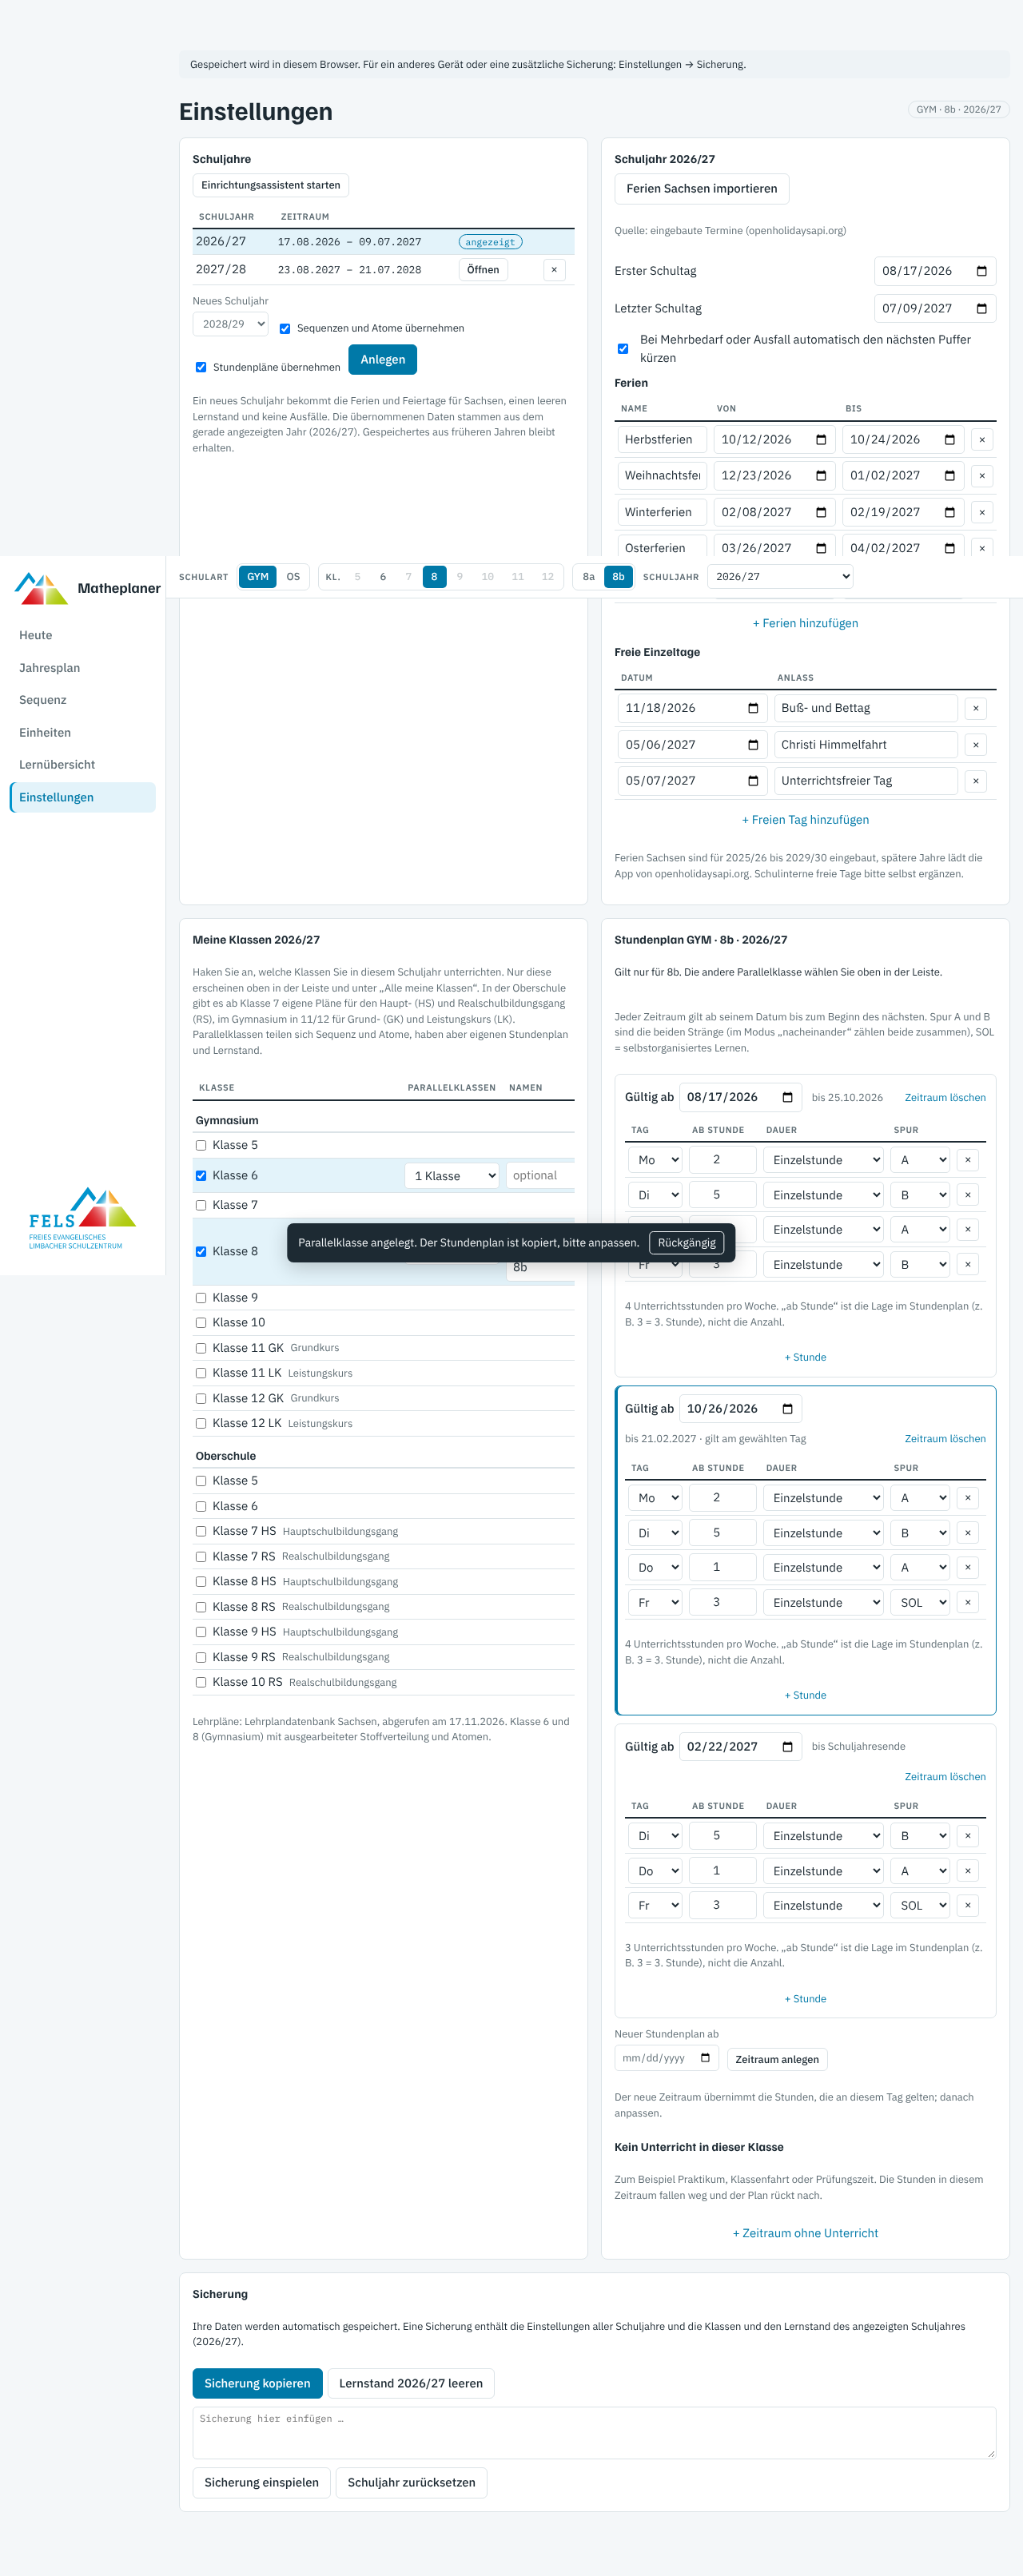 Gespeichert wird in diesem Browser. Für ein anderes Gerät oder eine zusätzliche Sicherung: Einstellungen → Sicherung.
Einstellungen
GYM · 8b · 2026/27
Schuljahre
Einrichtungsassistent starten
SCHULJAHR ZEITRAUM
2026/27 17.08.2026 – 09.07.2027 angezeigt
2027/28 23.08.2027 – 21.07.2028 Öffnen ×
Neues Schuljahr
2028/29 Sequenzen und Atome übernehmen
Stundenpläne übernehmen Anlegen
Ein neues Schuljahr bekommt die Ferien und Feiertage für Sachsen, einen leeren
Lernstand und keine Ausfälle. Die übernommenen Daten stammen aus dem
gerade angezeigten Jahr (2026/27). Gespeichertes aus früheren Jahren bleibt
erhalten.
Schuljahr 2026/27
Ferien Sachsen importieren
Quelle: eingebaute Termine (openholidaysapi.org)
Erster Schultag 08/17/2026
Letzter Schultag 07/09/2027
Bei Mehrbedarf oder Ausfall automatisch den nächsten Puffer
kürzen
Ferien
NAME VON BIS
Herbstferien 10/12/2026 10/24/2026 ×
Weihnachtsfe 12/23/2026 01/02/2027 ×
Winterferien 02/08/2027 02/19/2027 ×
Osterferien 03/26/2027 04/02/2027 ×
Matheplaner
SCHULART GYM OS KL. 5 6 7 8 9 10 11 12 8a 8b SCHULJAHR 2026/27
Heute
Jahresplan
Sequenz
Einheiten
Lernübersicht
Einstellungen
FELS
FREIES EVANGELISCHES
LIMBACHER SCHULZENTRUM
+ Ferien hinzufügen
Freie Einzeltage
DATUM ANLASS
11/18/2026 Buß- und Bettag ×
05/06/2027 Christi Himmelfahrt ×
05/07/2027 Unterrichtsfreier Tag ×
+ Freien Tag hinzufügen
Ferien Sachsen sind für 2025/26 bis 2029/30 eingebaut, spätere Jahre lädt die
App von openholidaysapi.org. Schulinterne freie Tage bitte selbst ergänzen.
Meine Klassen 2026/27
Haken Sie an, welche Klassen Sie in diesem Schuljahr unterrichten. Nur diese
erscheinen oben in der Leiste und unter „Alle meine Klassen“. In der Oberschule
gibt es ab Klasse 7 eigene Pläne für den Haupt- (HS) und Realschulbildungsgang
(RS), im Gymnasium in 11/12 für Grund- (GK) und Leistungskurs (LK).
Parallelklassen teilen sich Sequenz und Atome, haben aber eigenen Stundenplan
und Lernstand.
KLASSE PARALLELKLASSEN NAMEN
Gymnasium
Klasse 5
Klasse 6 1 Klasse optional
Klasse 7
Klasse 8
8b
Klasse 9
Klasse 10
Klasse 11 GK Grundkurs
Klasse 11 LK Leistungskurs
Klasse 12 GK Grundkurs
Klasse 12 LK Leistungskurs
Oberschule
Klasse 5
Klasse 6
Klasse 7 HS Hauptschulbildungsgang
Klasse 7 RS Realschulbildungsgang
Klasse 8 HS Hauptschulbildungsgang
Klasse 8 RS Realschulbildungsgang
Klasse 9 HS Hauptschulbildungsgang
Klasse 9 RS Realschulbildungsgang
Klasse 10 RS Realschulbildungsgang
Lehrpläne: Lehrplandatenbank Sachsen, abgerufen am 17.11.2026. Klasse 6 und
8 (Gymnasium) mit ausgearbeiteter Stoffverteilung und Atomen.
Parallelklasse angelegt. Der Stundenplan ist kopiert, bitte anpassen. Rückgängig
Stundenplan GYM · 8b · 2026/27
Gilt nur für 8b. Die andere Parallelklasse wählen Sie oben in der Leiste.
Jeder Zeitraum gilt ab seinem Datum bis zum Beginn des nächsten. Spur A und B
sind die beiden Stränge (im Modus „nacheinander“ zählen beide zusammen), SOL
= selbstorganisiertes Lernen.
Gültig ab 08/17/2026 bis 25.10.2026 Zeitraum löschen
TAG AB STUNDE DAUER SPUR
Mo 2 Einzelstunde A ×
Di 5 Einzelstunde B ×
Einzelstunde A ×
Fr 3 Einzelstunde B ×
4 Unterrichtsstunden pro Woche. „ab Stunde“ ist die Lage im Stundenplan (z.
B. 3 = 3. Stunde), nicht die Anzahl.
+ Stunde
Gültig ab 10/26/2026
bis 21.02.2027 · gilt am gewählten Tag Zeitraum löschen
TAG AB STUNDE DAUER SPUR
Mo 2 Einzelstunde A ×
Di 5 Einzelstunde B ×
Do 1 Einzelstunde A ×
Fr 3 Einzelstunde SOL ×
4 Unterrichtsstunden pro Woche. „ab Stunde“ ist die Lage im Stundenplan (z.
B. 3 = 3. Stunde), nicht die Anzahl.
+ Stunde
Gültig ab 02/22/2027 bis Schuljahresende
Zeitraum löschen
TAG AB STUNDE DAUER SPUR
Di 5 Einzelstunde B ×
Do 1 Einzelstunde A ×
Fr 3 Einzelstunde SOL ×
3 Unterrichtsstunden pro Woche. „ab Stunde“ ist die Lage im Stundenplan (z.
B. 3 = 3. Stunde), nicht die Anzahl.
+ Stunde
Neuer Stundenplan ab
mm/dd/yyyy Zeitraum anlegen
Der neue Zeitraum übernimmt die Stunden, die an diesem Tag gelten; danach
anpassen.
Kein Unterricht in dieser Klasse
Zum Beispiel Praktikum, Klassenfahrt oder Prüfungszeit. Die Stunden in diesem
Zeitraum fallen weg und der Plan rückt nach.
+ Zeitraum ohne Unterricht
Sicherung
Ihre Daten werden automatisch gespeichert. Eine Sicherung enthält die Einstellungen aller Schuljahre und die Klassen und den Lernstand des angezeigten Schuljahres
(2026/27).
Sicherung kopieren Lernstand 2026/27 leeren
Sicherung hier einfügen …
Sicherung einspielen Schuljahr zurücksetzen